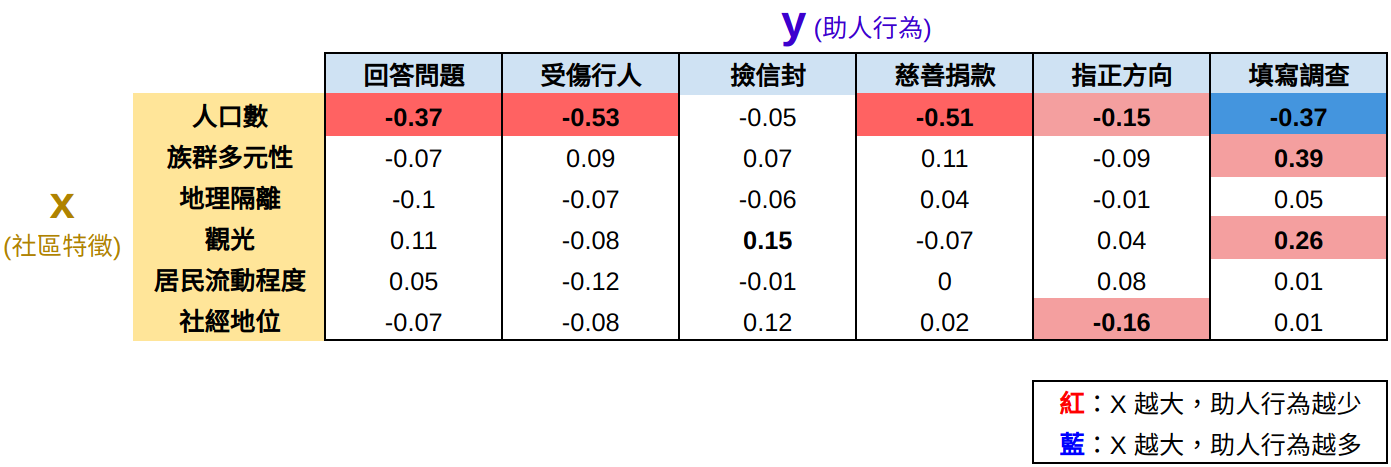 y (助人行為)
回答問題 受傷行人 撿信封 慈善捐款 指正方向 填寫調查
人口數 -0.37 -0.53 -0.05 -0.51 -0.15 -0.37
族群多元性 -0.07 0.09 0.07 0.11 -0.09 0.39
地理隔離 -0.1 -0.07 -0.06 0.04 -0.01 0.05
x
(社區特徵)
觀光 0.11 -0.08 0.15 -0.07 0.04 0.26
居民流動程度 0.05 -0.12 -0.01 0 0.08 0.01
社經地位 -0.07 -0.08 0.12 0.02 -0.16 0.01
紅：X 越大，助人行為越少
藍：X 越大，助人行為越多